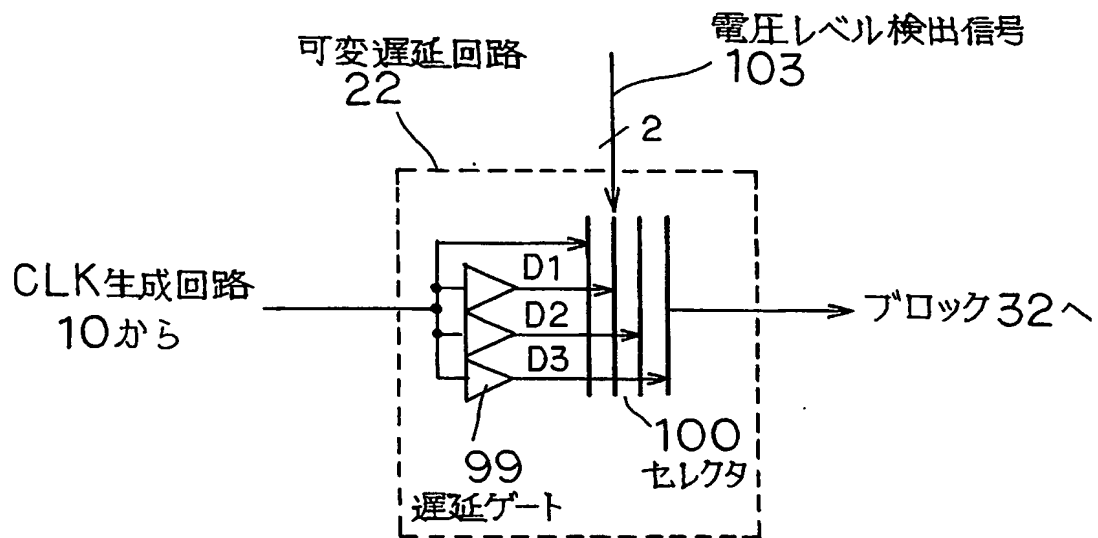 電圧レベル検出信号
103
可変遅延回路
22
2
CLK生成回路
10から
D1
D2
D3
ブロック32へ
100
セレクタ
99
遅延ゲート